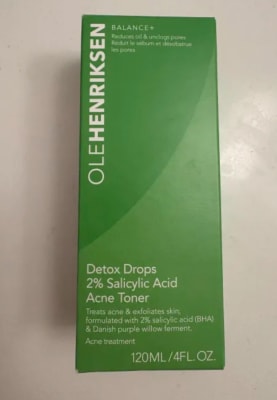 OLEHENRIKSEN
BALANCE+
Reduces oil & unclogs pores
Réduit le sébum et désobstrue
les pores
Detox Drops
2% Salicylic Acid
Acne Toner
Treats acne & exfoliates skin,
formulated with 2% salicylic acid (BHA)
& Danish purple willow ferment.
Acne treatment
120ML/4FL. OZ.